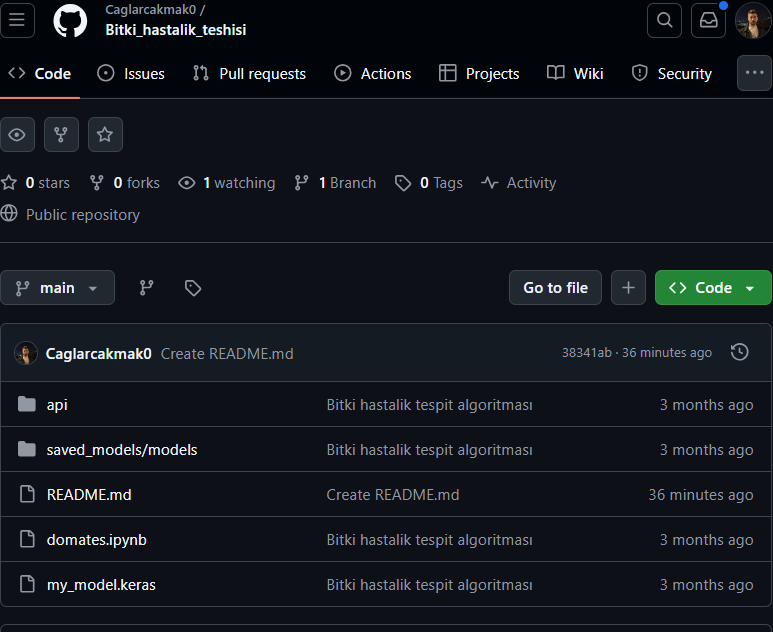 Caglarcakmak0 /
Bitki_hastalik_teshisi
Code Issues Pull requests Actions Projects Wiki Security
0 stars 0 forks 1 watching 1 Branch 0 Tags Activity
Public repository
main Go to file Code
Caglarcakmak0 Create README.md 38341ab · 36 minutes ago
api Bitki hastalik tespit algoritması 3 months ago
saved_models/models Bitki hastalik tespit algoritması 3 months ago
README.md Create README.md 36 minutes ago
domates.ipynb Bitki hastalik tespit algoritması 3 months ago
my_model.keras Bitki hastalik tespit algoritması 3 months ago